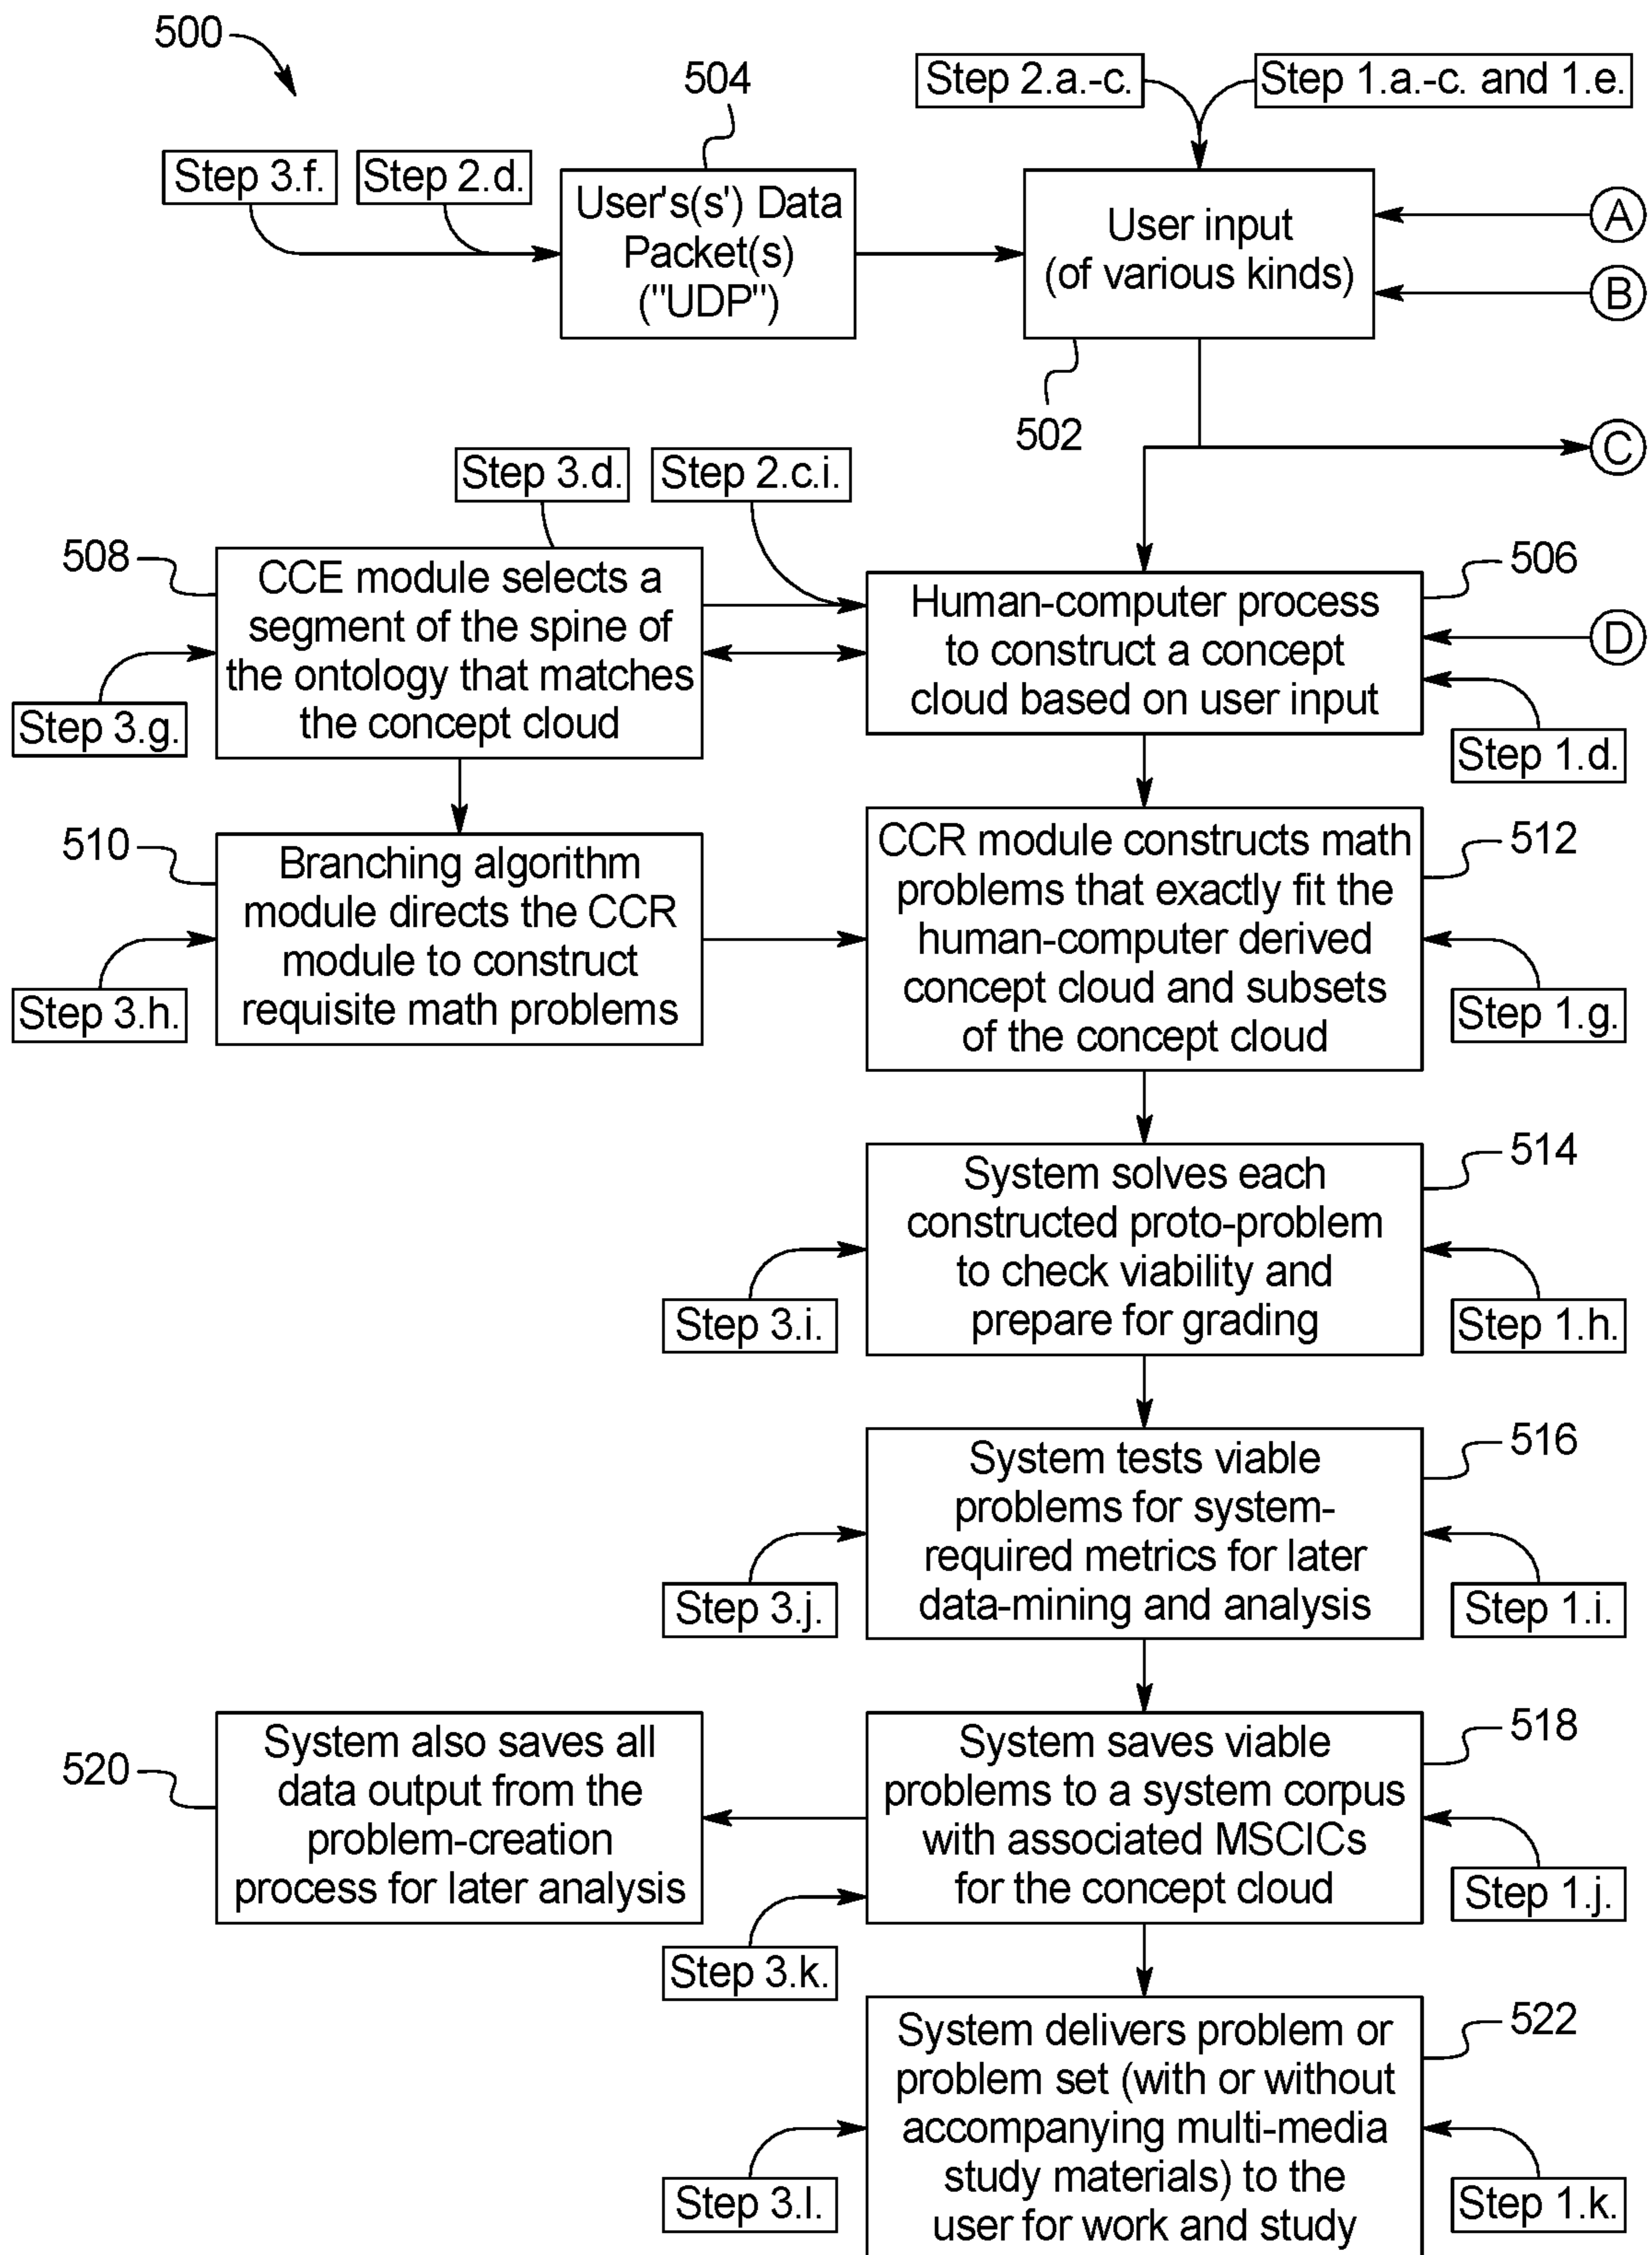 500
504
Step 2.a.-c.
Step 1.a.-c. and 1.e.
Step 3.f.
Step 2.d.
User's(s') Data
Packet(s)
("UDP")
User input
(of various kinds)
A
B
502
C
Step 3.d.
Step 2.c.i.
508
CCE module selects a
segment of the spine of
the ontology that matches
the concept cloud
506
Human-computer process
to construct a concept
cloud based on user input
D
Step 3.g.
Step 1.d.
510
Branching algorithm
module directs the CCR
module to construct
requisite math problems
512
CCR module constructs math
problems that exactly fit the
human-computer derived
concept cloud and subsets
of the concept cloud
Step 3.h.
Step 1.g.
514
System solves each
constructed proto-problem
to check viability and
prepare for grading
Step 3.i.
Step 1.h.
516
System tests viable
problems for system-
required metrics for later
data-mining and analysis
Step 3.j.
Step 1.i.
520
System also saves all
data output from the
problem-creation
process for later analysis
518
System saves viable
problems to a system corpus
with associated MSCICs
for the concept cloud
Step 1.j.
Step 3.k.
522
System delivers problem or
problem set (with or without
accompanying multi-media
study materials) to the
user for work and study
Step 3.l.
Step 1.k.